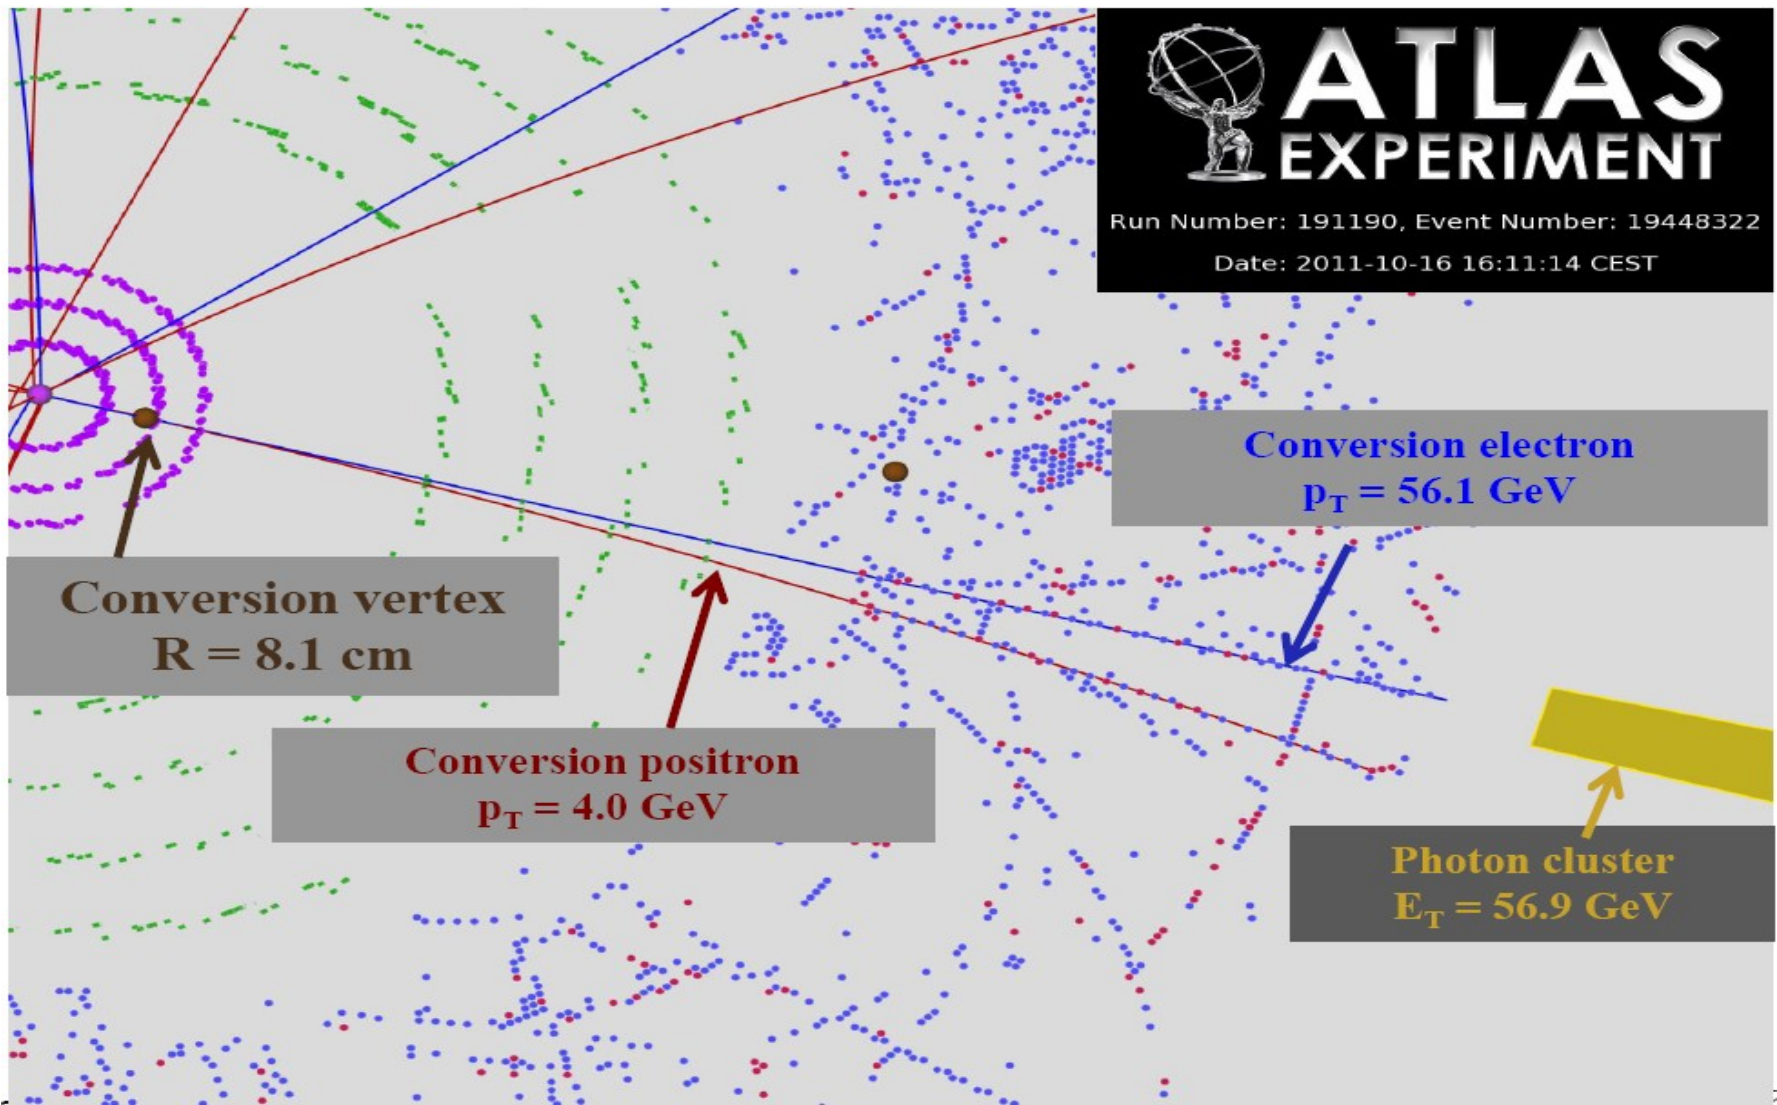 ATLAS
EXPERIMENT
Run Number: 191190, Event Number: 19448322
Date: 2011-10-16 16:11:14 CEST
Conversion electron
pT = 56.1 GeV
Conversion vertex
R = 8.1 cm
Conversion positron
pT = 4.0 GeV
Photon cluster
ET = 56.9 GeV